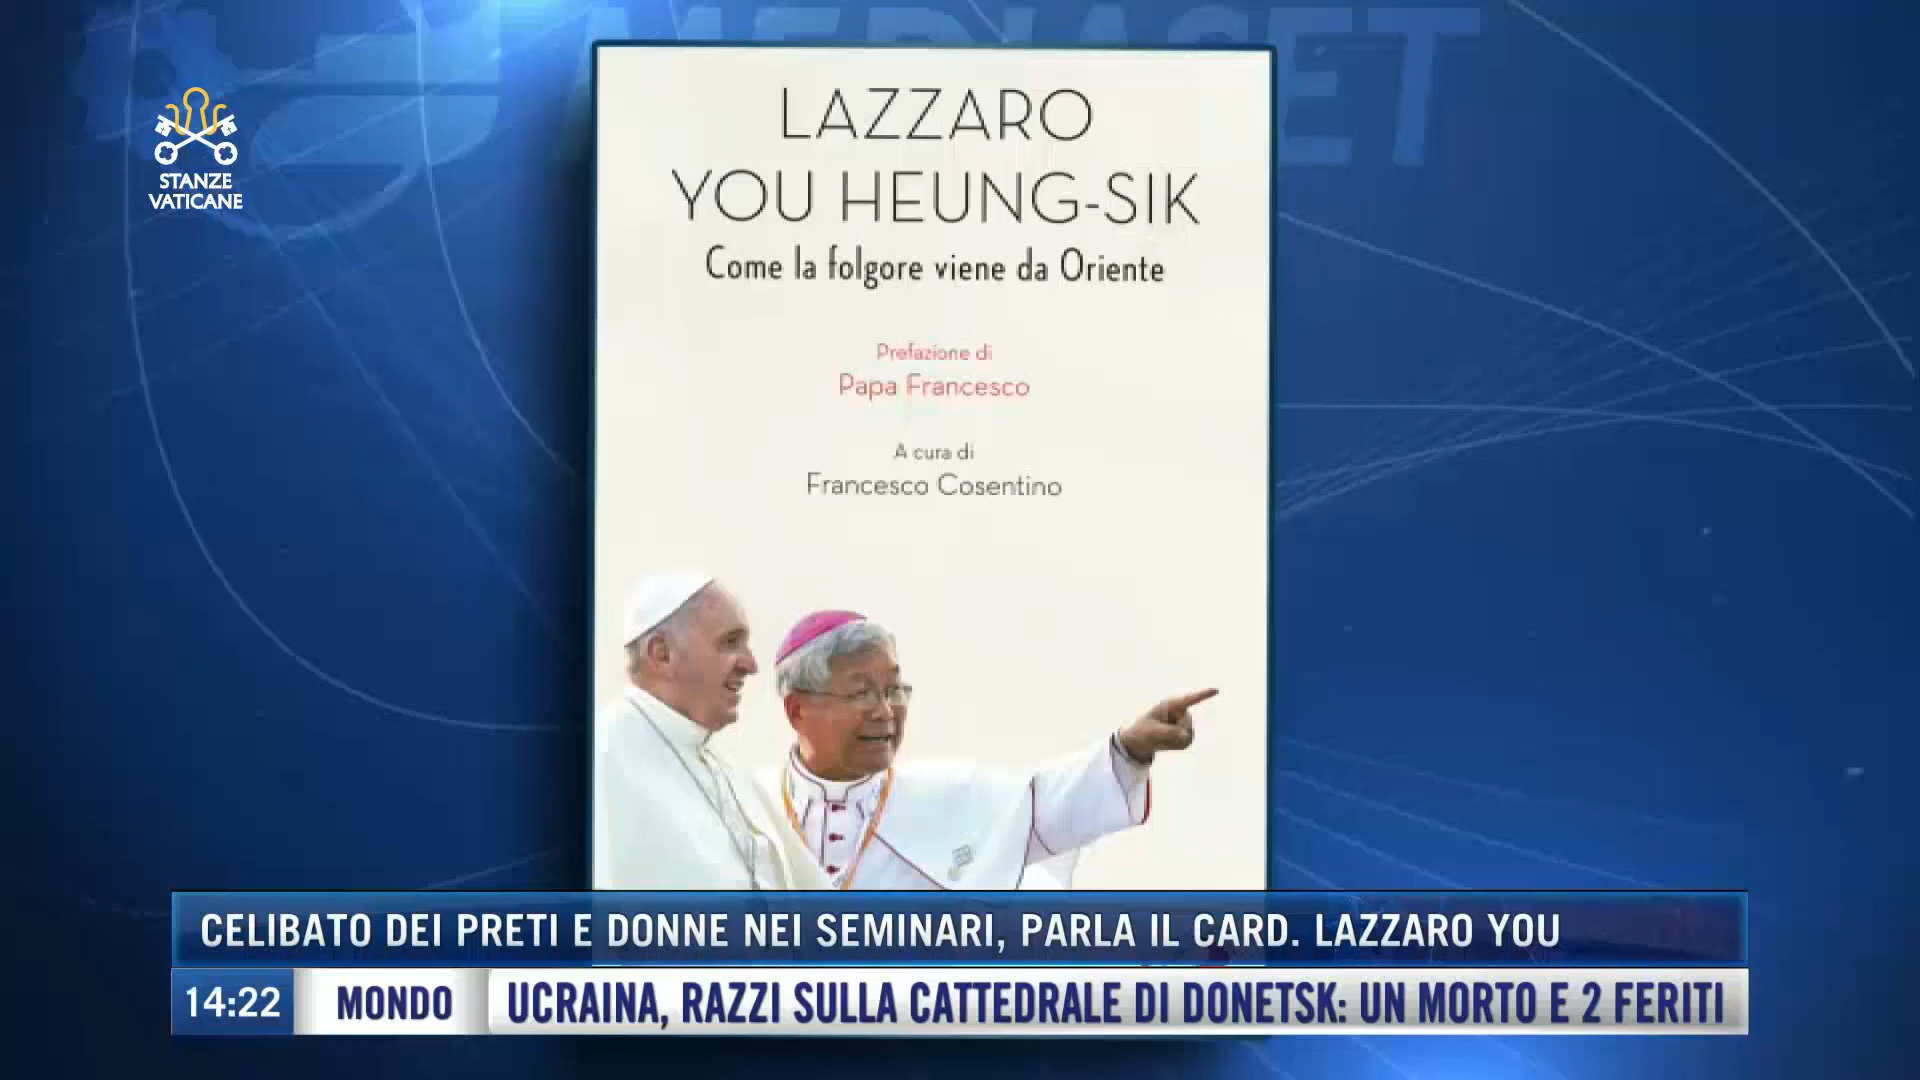 MEDIASET
STANZE
VATICANE
LAZZARO
YOU HEUNG-SIK
Come la folgore viene da Oriente
Prefazione di
Papa Francesco
A cura di
Francesco Cosentino
CELIBATO DEI PRETI E DONNE NEI SEMINARI, PARLA IL CARD. LAZZARO YOU
14:22 MONDO UCRAINA, RAZZI SULLA CATTEDRALE DI DONETSK: UN MORTO E 2 FERITI